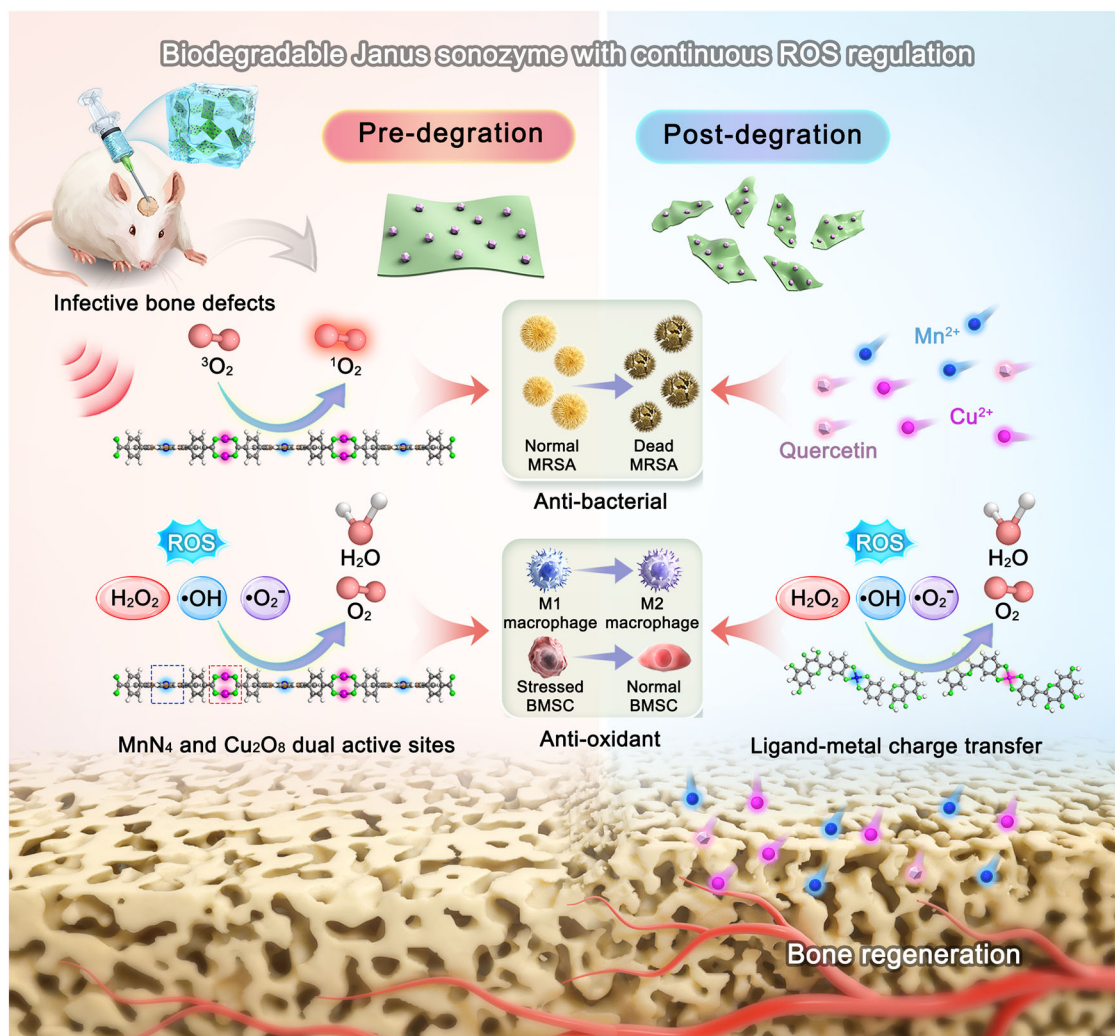 Biodegradable Janus sonozyme with continuous ROS regulation
Pre-degration
Post-degration
Infective bone defects
³O₂
¹O₂
Normal
MRSA
Dead
MRSA
Anti-bacterial
Mn²⁺
Cu²⁺
Quercetin
ROS
H₂O₂
•OH
•O₂⁻
H₂O
O₂
MnN₄ and Cu₂O₈ dual active sites
M1
macrophage
M2
macrophage
Stressed
BMSC
Normal
BMSC
Anti-oxidant
ROS
H₂O₂
•OH
•O₂⁻
H₂O
O₂
Ligand-metal charge transfer
Bone regeneration